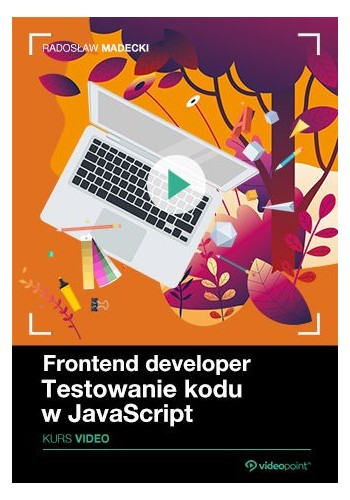 RADOSŁAW MADECKI
Frontend developer
Testowanie kodu
w JavaScript
KURS VIDEO
videopoint